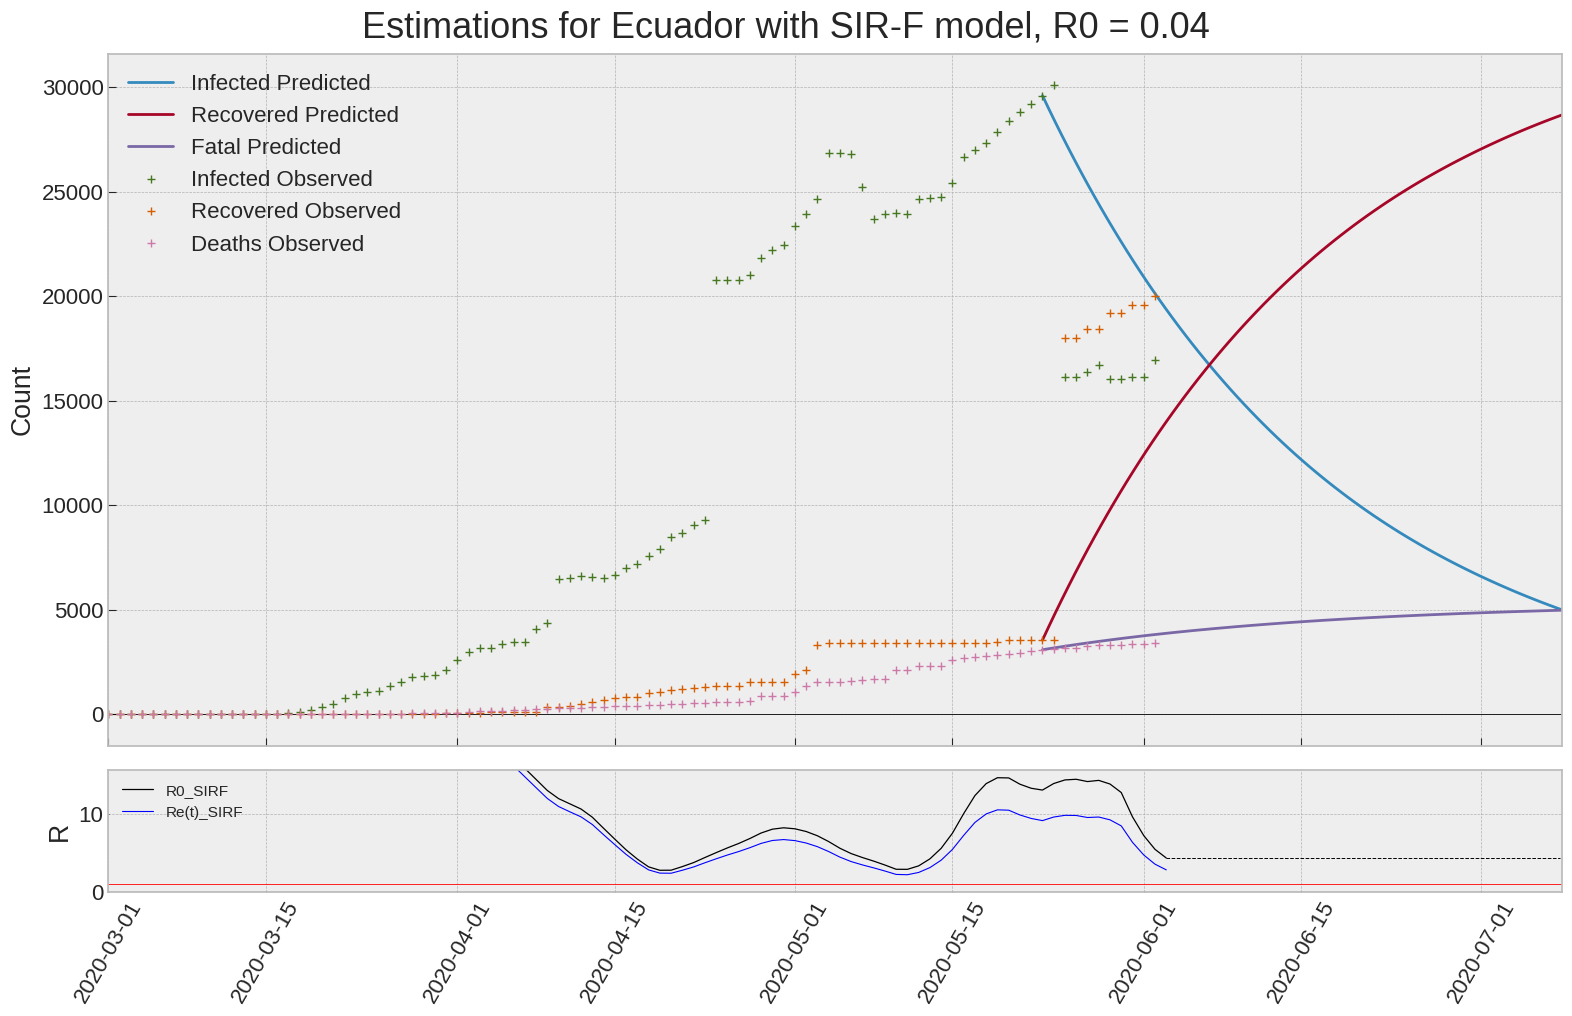 Estimations for Ecuador with SIR-F model, R0 = 0.04
Infected Predicted
Recovered Predicted
Fatal Predicted
Infected Observed
Recovered Observed
Deaths Observed
30000
25000
20000
15000
10000
5000
0
Count
R0_SIRF
Re(t)_SIRF
10
0
R
2020-03-01
2020-03-15
2020-04-01
2020-04-15
2020-05-01
2020-05-15
2020-06-01
2020-06-15
2020-07-01